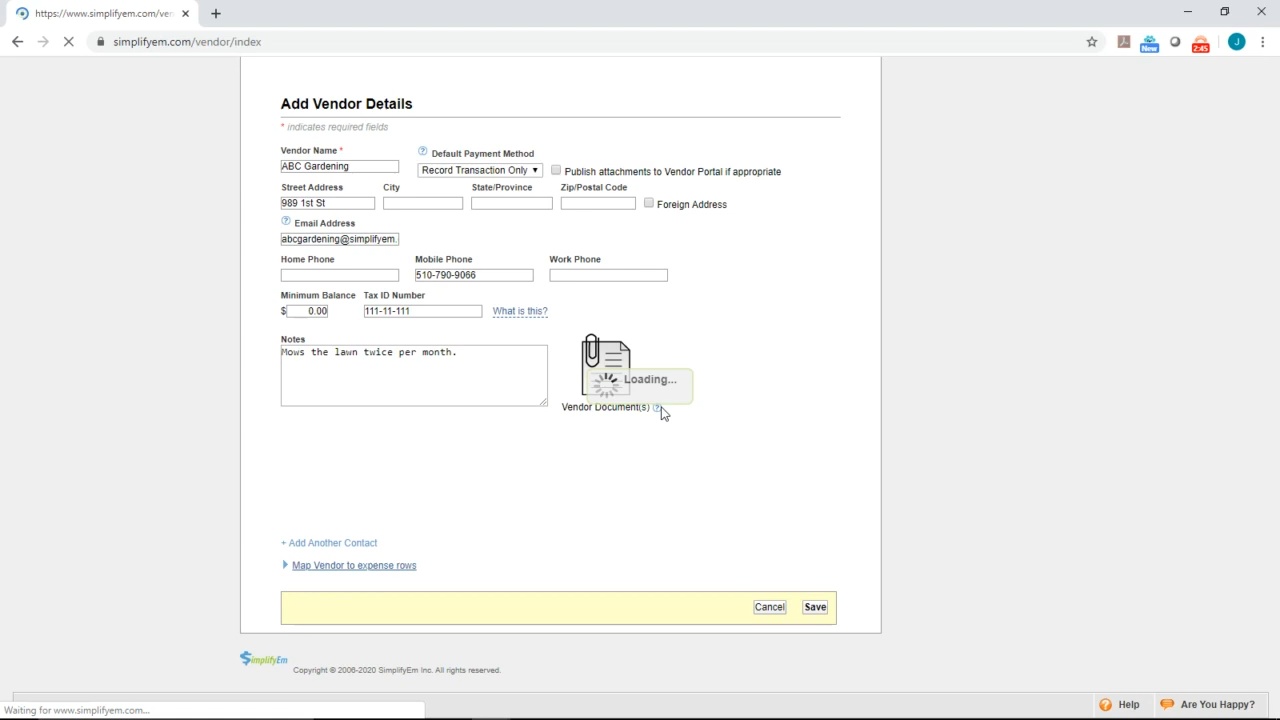 https://www.simplifyem.com/ven
simplifyem.com/vendor/index
New
2:45
J
Add Vendor Details
* indicates required fields
Vendor Name *
Default Payment Method
ABC Gardening
Record Transaction Only
Publish attachments to Vendor Portal if appropriate
Street Address City State/Province Zip/Postal Code
989 1st St
Foreign Address
Email Address
abcgardening@simplifyem.
Home Phone Mobile Phone Work Phone
510-790-9066
Minimum Balance Tax ID Number
$ 0.00 111-11-111 What is this?
Notes
Mows the lawn twice per month.
Loading...
Vendor Document(s) ?
+ Add Another Contact
Map Vendor to expense rows
Cancel Save
SimplifyEm
Copyright © 2006-2020 SimplifyEm Inc. All rights reserved.
Waiting for www.simplifyem.com...
Help Are You Happy?